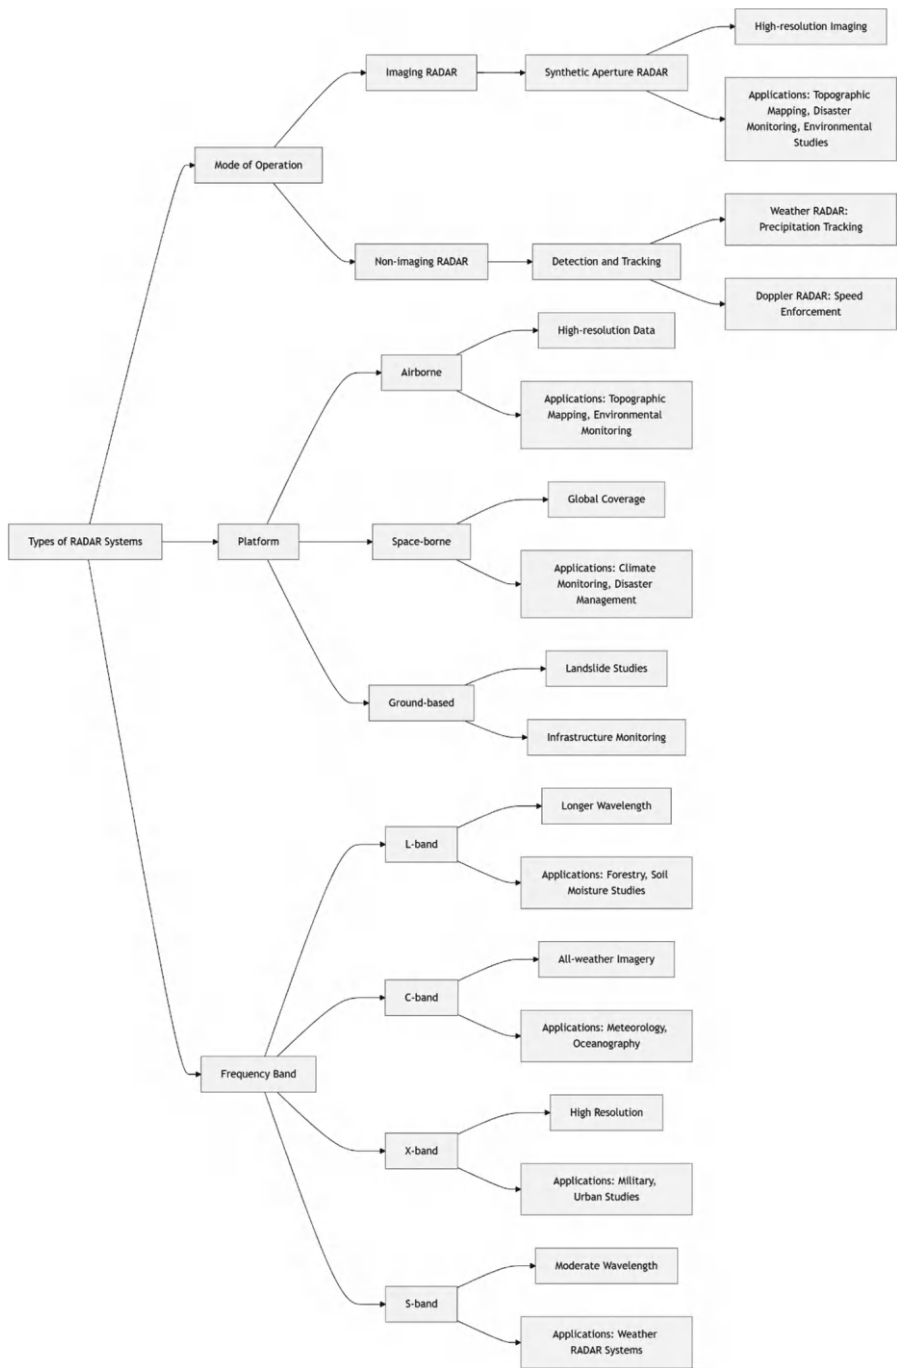 Types of RADAR Systems
Mode of Operation
Imaging RADAR
Synthetic Aperture RADAR
High-resolution Imaging
Applications: Topographic
Mapping, Disaster
Monitoring, Environmental
Studies
Non-imaging RADAR
Detection and Tracking
Weather RADAR:
Precipitation Tracking
Doppler RADAR: Speed
Enforcement
Platform
Airborne
High-resolution Data
Applications: Topographic
Mapping, Environmental
Monitoring
Space-borne
Global Coverage
Applications: Climate
Monitoring, Disaster
Management
Ground-based
Landslide Studies
Infrastructure Monitoring
Frequency Band
L-band
Longer Wavelength
Applications: Forestry, Soil
Moisture Studies
C-band
All-weather Imagery
Applications: Meteorology,
Oceanography
X-band
High Resolution
Applications: Military,
Urban Studies
S-band
Moderate Wavelength
Applications: Weather
RADAR Systems